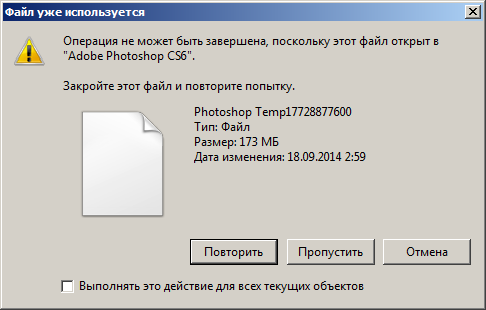 Файл уже используется
Операция не может быть завершена, поскольку этот файл открыт в
"Adobe Photoshop CS6".
Закройте этот файл и повторите попытку.
Photoshop Temp17728877600
Тип: Файл
Размер: 173 МБ
Дата изменения: 18.09.2014 2:59
Повторить Пропустить Отмена
Выполнять это действие для всех текущих объектов